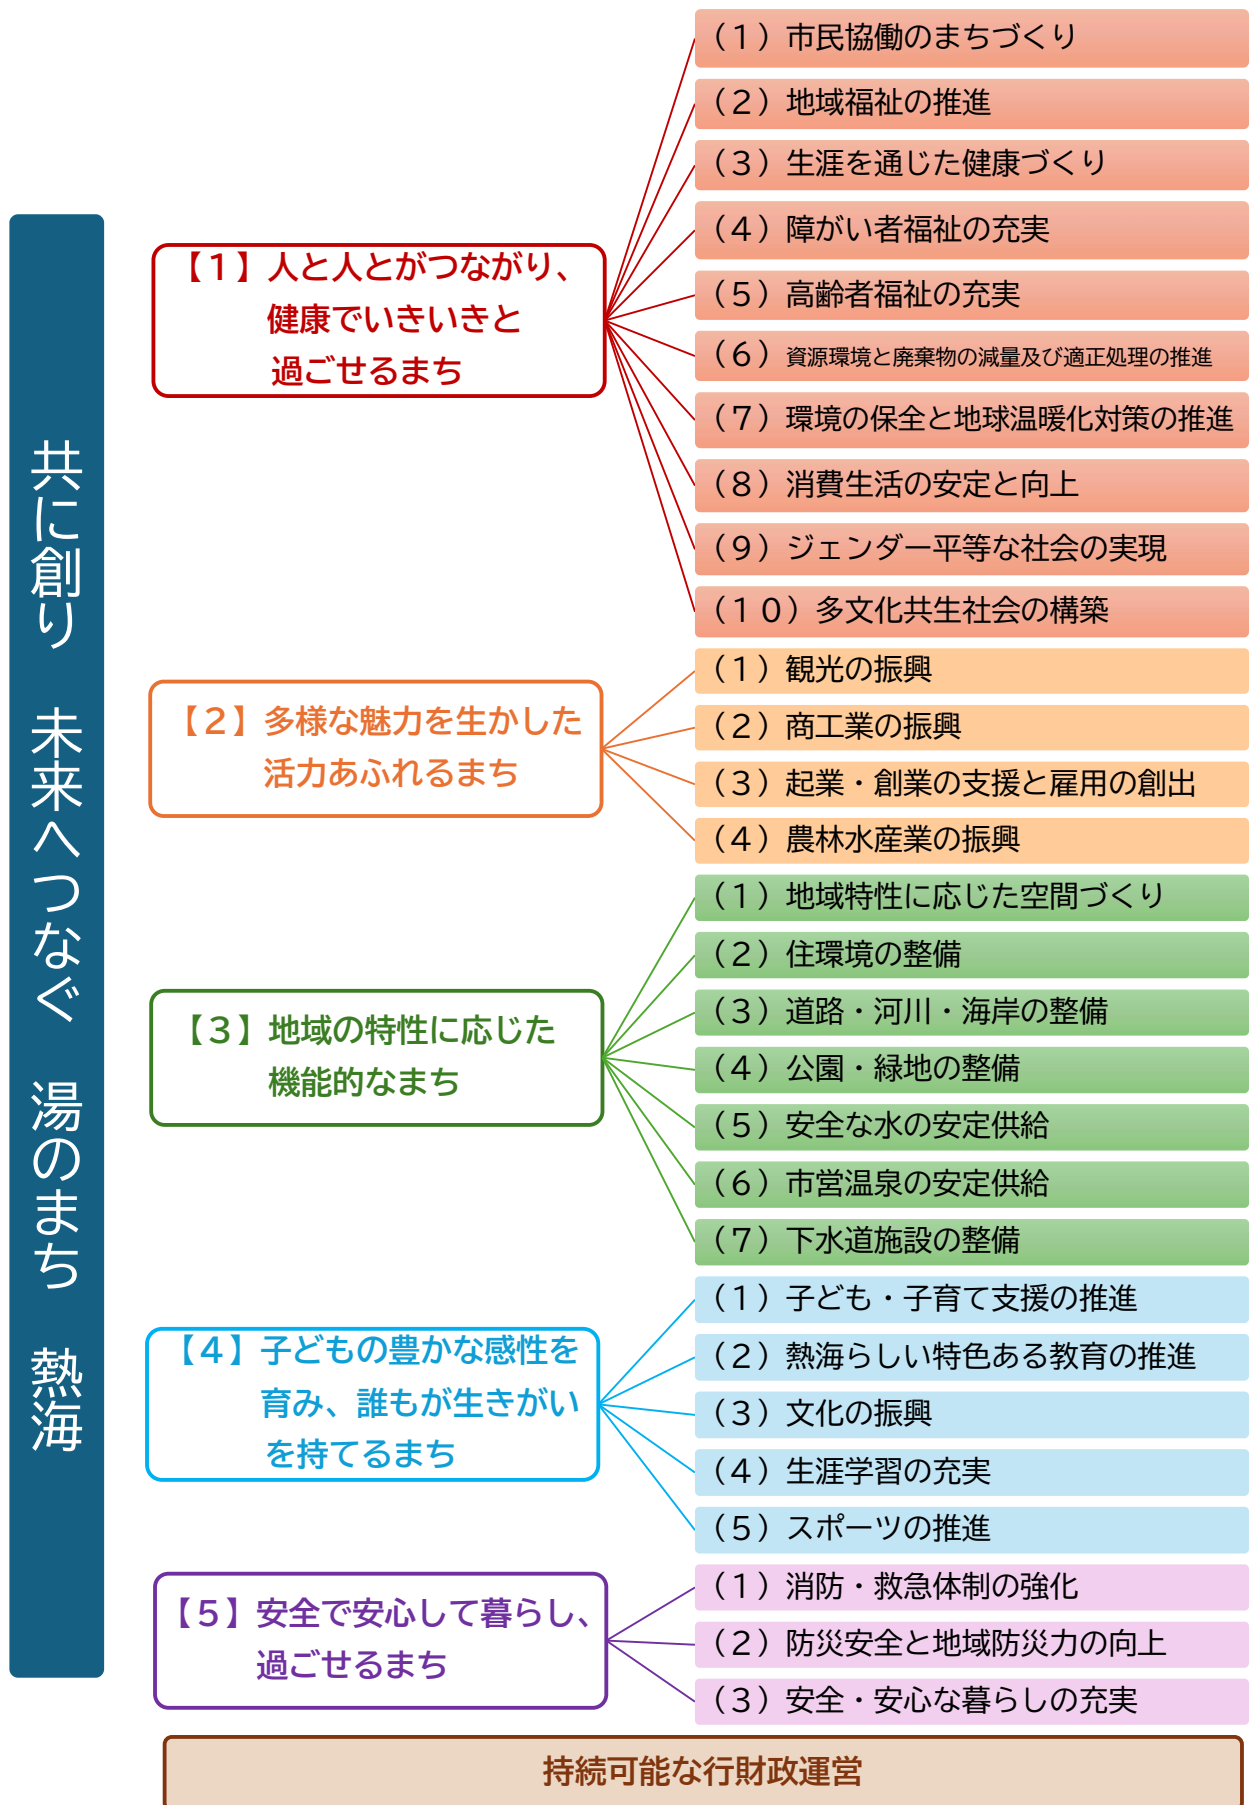 共に創り　未来へつなぐ　湯のまち　熱海
【１】人と人とがつながり、
健康でいきいきと
過ごせるまち
（１）市民協働のまちづくり
（２）地域福祉の推進
（３）生涯を通じた健康づくり
（４）障がい者福祉の充実
（５）高齢者福祉の充実
（６）資源環境と廃棄物の減量及び適正処理の推進
（７）環境の保全と地球温暖化対策の推進
（８）消費生活の安定と向上
（９）ジェンダー平等な社会の実現
（１０）多文化共生社会の構築
【２】多様な魅力を生かした
活力あふれるまち
（１）観光の振興
（２）商工業の振興
（３）起業・創業の支援と雇用の創出
（４）農林水産業の振興
【３】地域の特性に応じた
機能的なまち
（１）地域特性に応じた空間づくり
（２）住環境の整備
（３）道路・河川・海岸の整備
（４）公園・緑地の整備
（５）安全な水の安定供給
（６）市営温泉の安定供給
（７）下水道施設の整備
【４】子どもの豊かな感性を
育み、誰もが生きがい
を持てるまち
（１）子ども・子育て支援の推進
（２）熱海らしい特色ある教育の推進
（３）文化の振興
（４）生涯学習の充実
（５）スポーツの推進
【５】安全で安心して暮らし、
過ごせるまち
（１）消防・救急体制の強化
（２）防災安全と地域防災力の向上
（３）安全・安心な暮らしの充実
持続可能な行財政運営